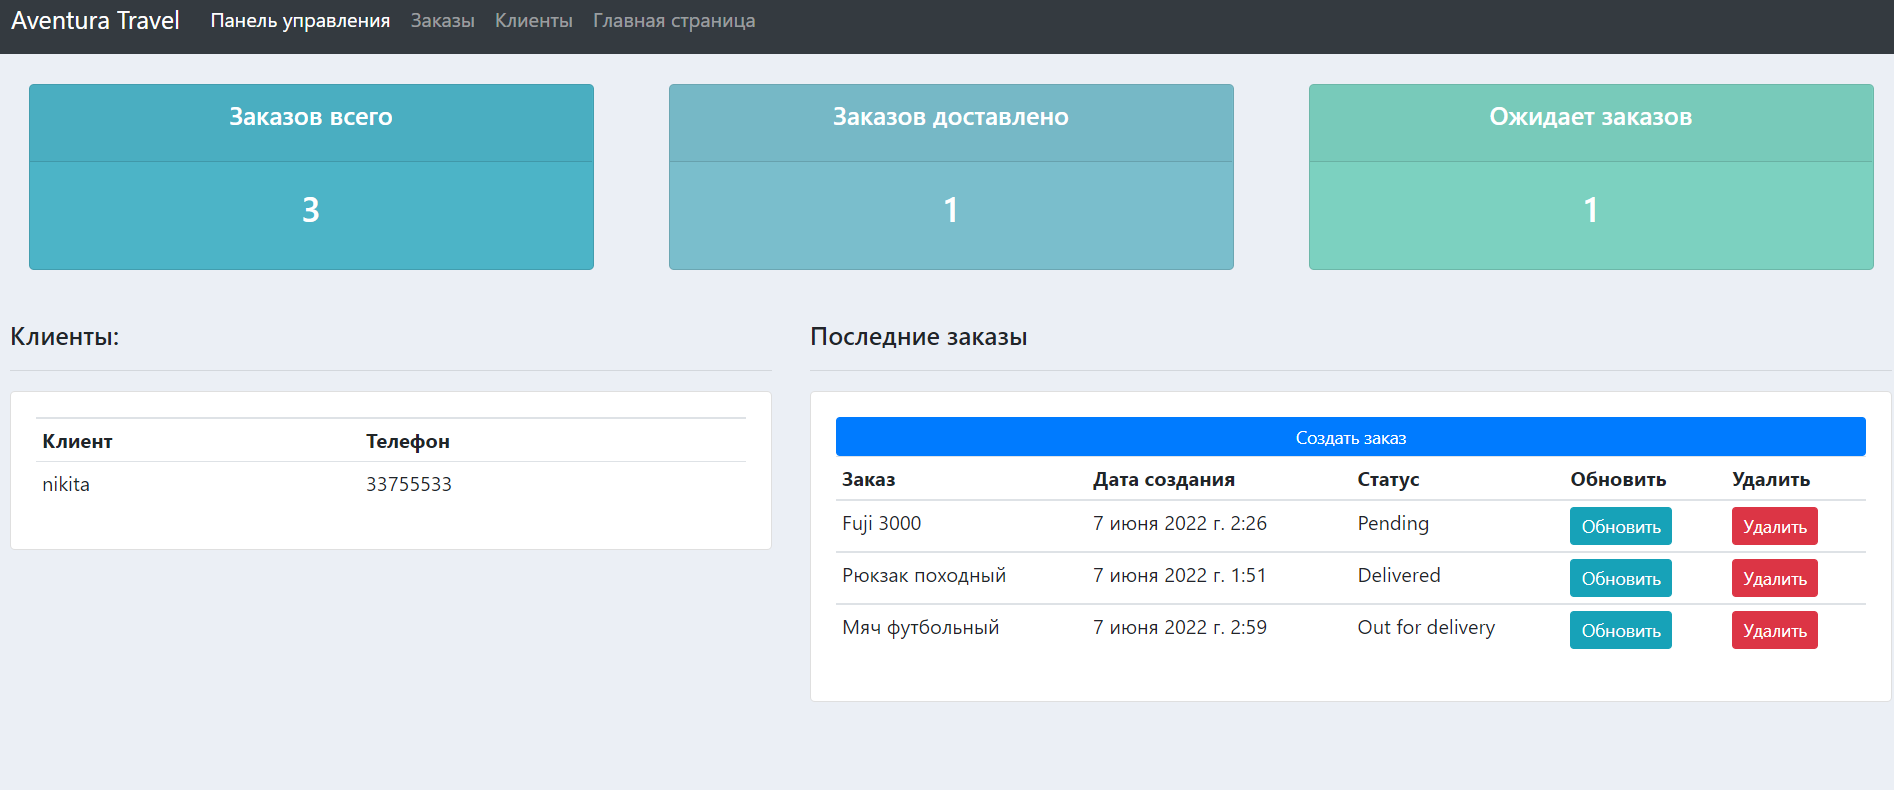 Aventura Travel Панель управления Заказы Клиенты Главная страница
Заказов всего
3
Заказов доставлено
1
Ожидает заказов
1
Клиенты:
Клиент Телефон
nikita 33755533
Последние заказы
Создать заказ
Заказ Дата создания Статус Обновить Удалить
Fuji 3000 7 июня 2022 г. 2:26 Pending Обновить Удалить
Рюкзак походный 7 июня 2022 г. 1:51 Delivered Обновить Удалить
Мяч футбольный 7 июня 2022 г. 2:59 Out for delivery Обновить Удалить